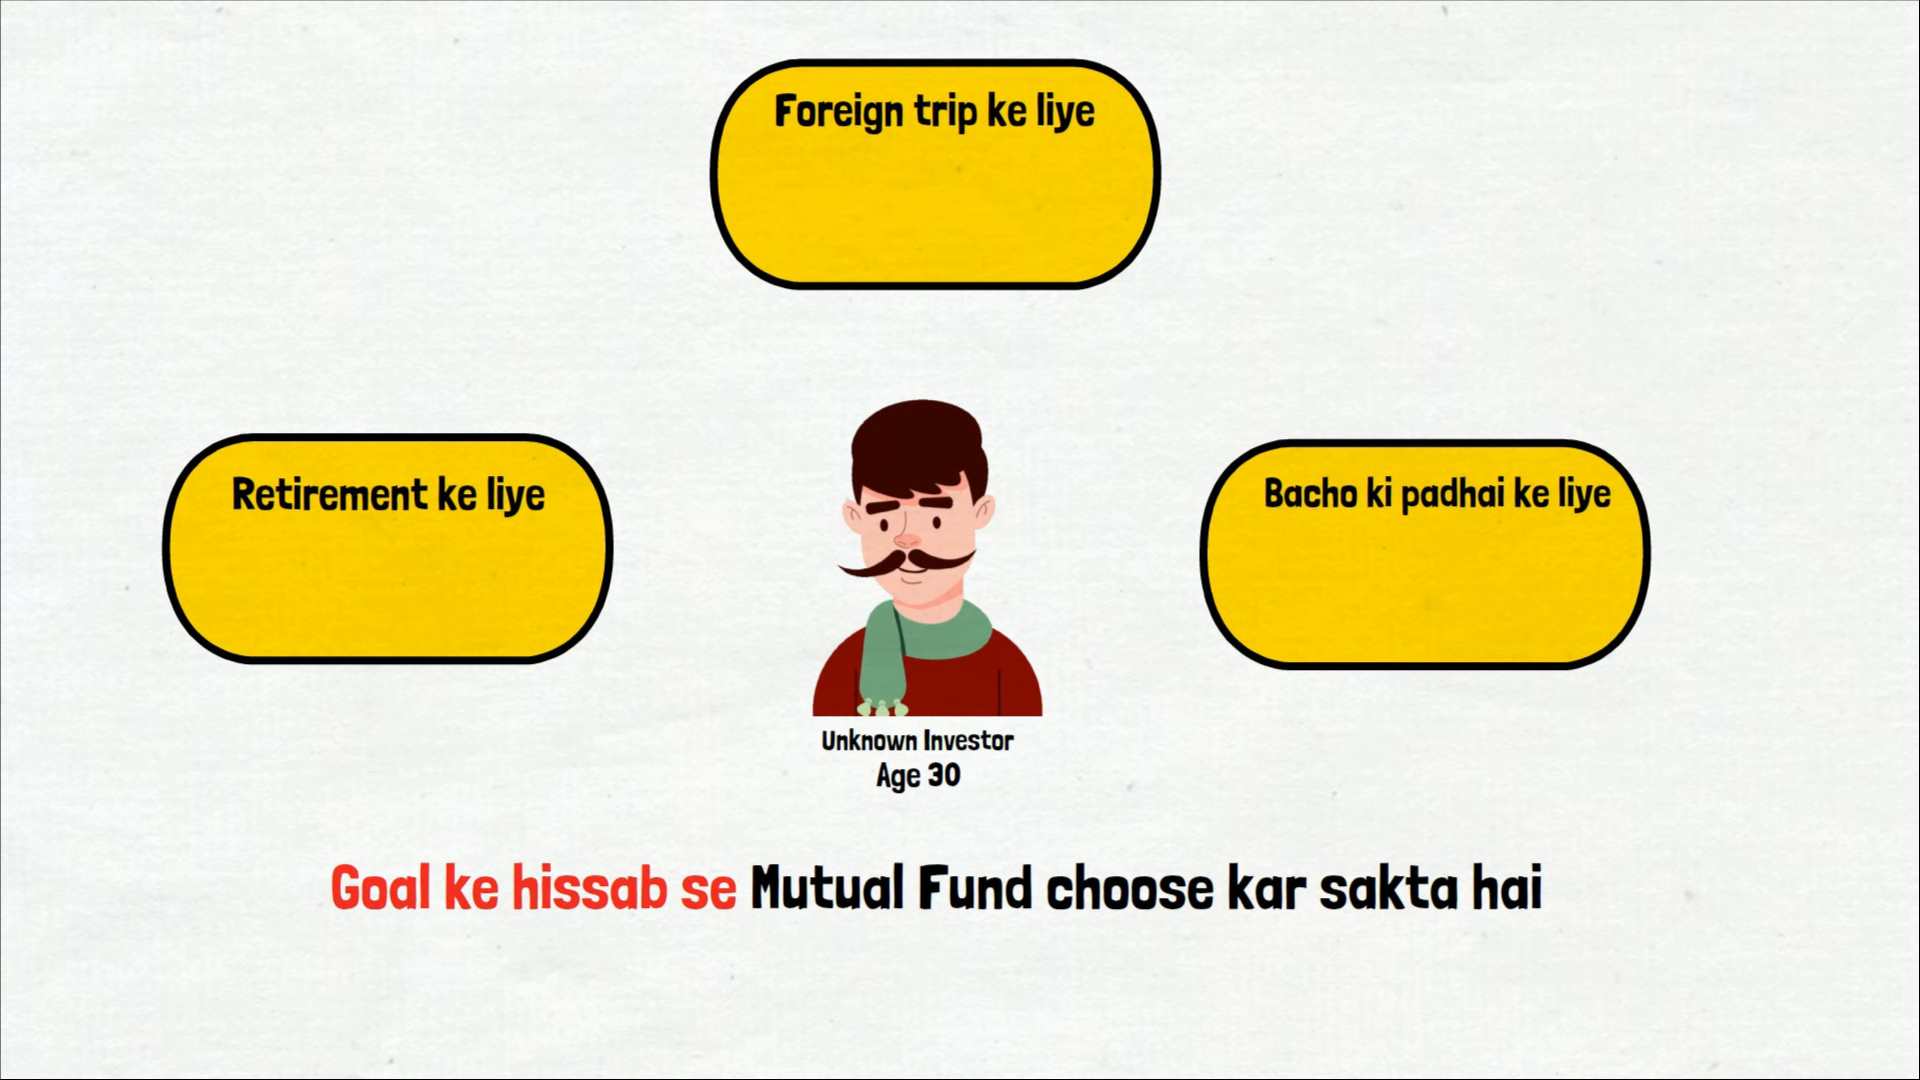 Foreign trip ke liye
Retirement ke liye
Bacho ki padhai ke liye
Unknown Investor
Age 30
Goal ke hissab se Mutual Fund choose kar sakta hai